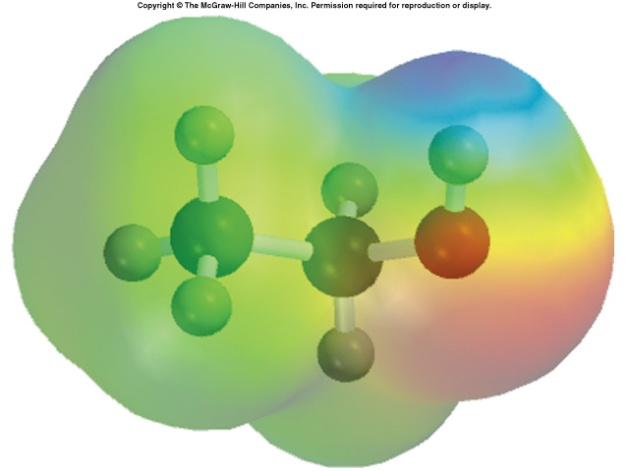 Copyright © The McGraw-Hill Companies, Inc. Permission required for reproduction or display.